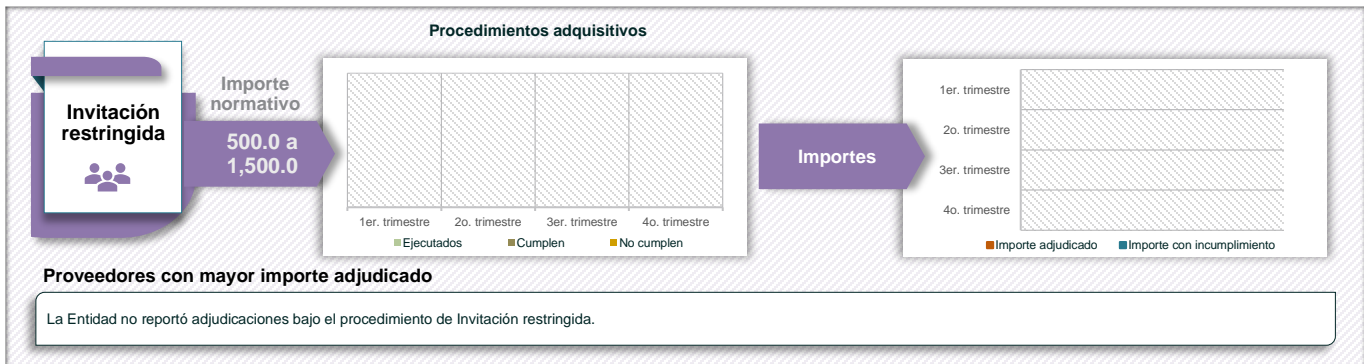 Procedimientos adquisitivos
Invitación
restringida
Importe
normativo
500.0 a
1,500.0
1er. trimestre
2o. trimestre
3er. trimestre
4o. trimestre
Ejecutados
Cumplen
No cumplen
Importes
1er. trimestre
2o. trimestre
3er. trimestre
4o. trimestre
Importe adjudicado
Importe con incumplimiento
Proveedores con mayor importe adjudicado
La Entidad no reportó adjudicaciones bajo el procedimiento de Invitación restringida.